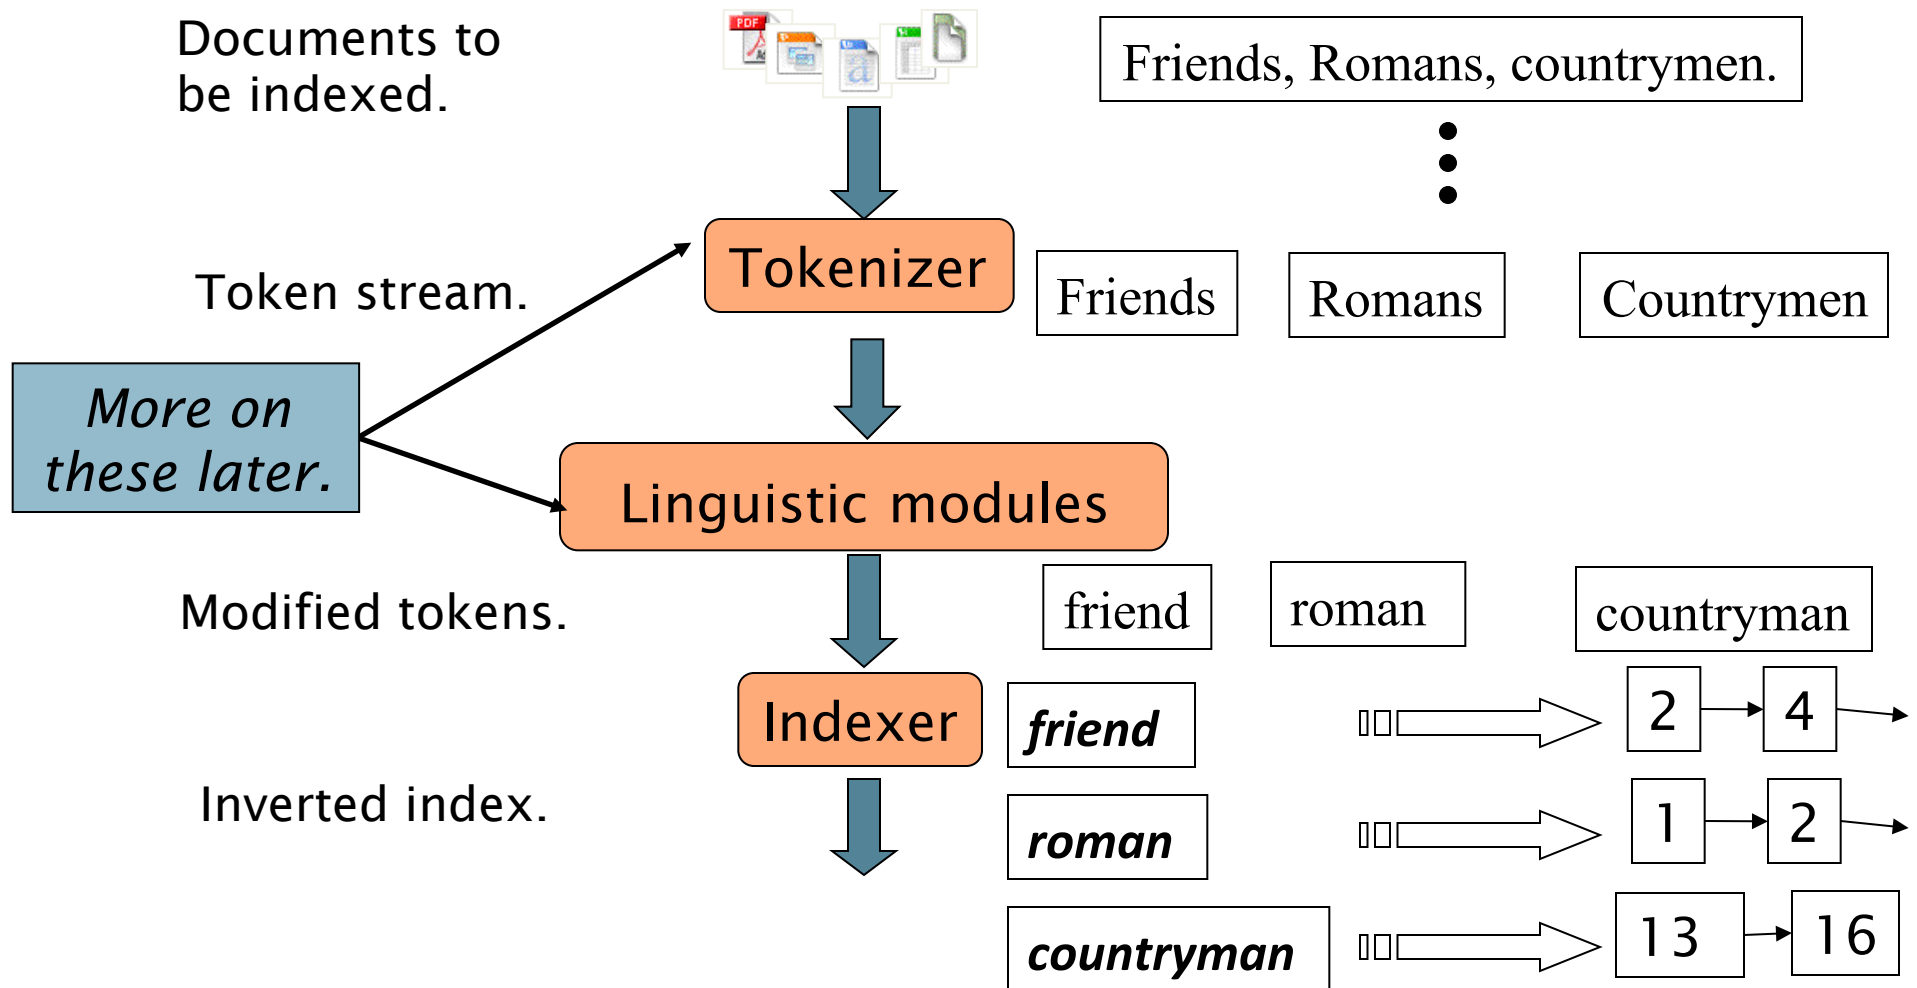 Documents to
be indexed.
PDF
Friends, Romans, countrymen.
Tokenizer
Token stream.
Friends
Romans
Countrymen
More on
these later.
Linguistic modules
Modified tokens.
friend
roman
countryman
Indexer
friend
2
4
Inverted index.
roman
1
2
countryman
13
16